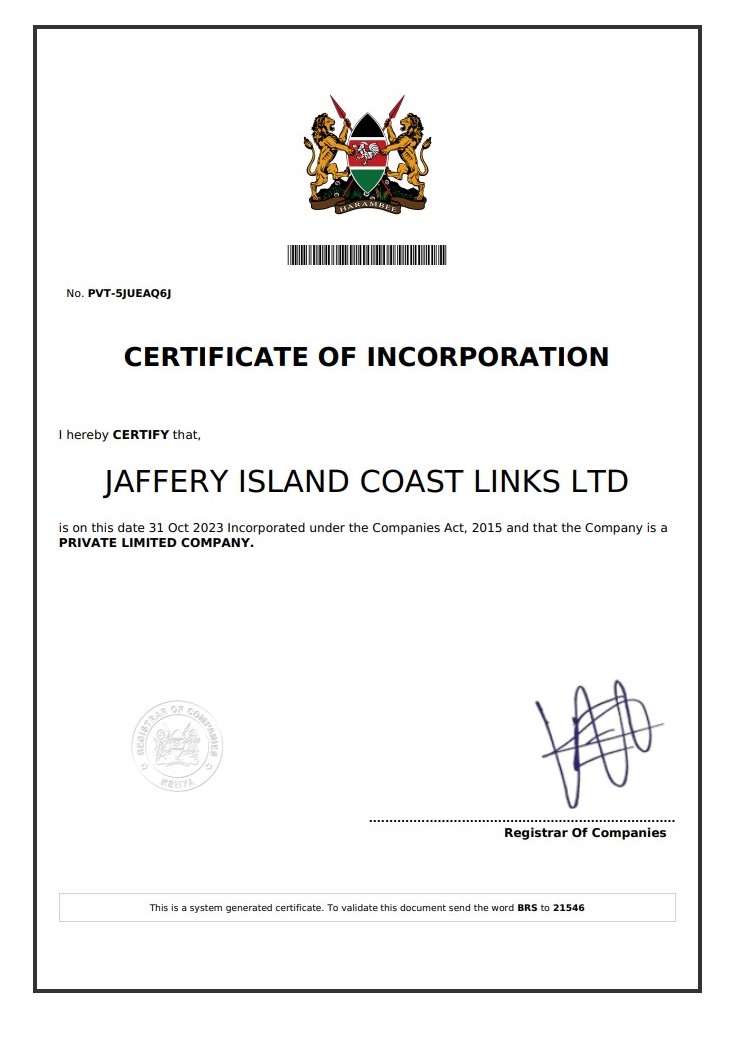 HARAMBEE
No. PVT-5JUEAQ6J
CERTIFICATE OF INCORPORATION
I hereby CERTIFY that,
JAFFERY ISLAND COAST LINKS LTD
is on this date 31 Oct 2023 Incorporated under the Companies Act, 2015 and that the Company is a
PRIVATE LIMITED COMPANY.
REGISTRAR OF COMPANIES
KENYA
Registrar Of Companies
This is a system generated certificate. To validate this document send the word BRS to 21546